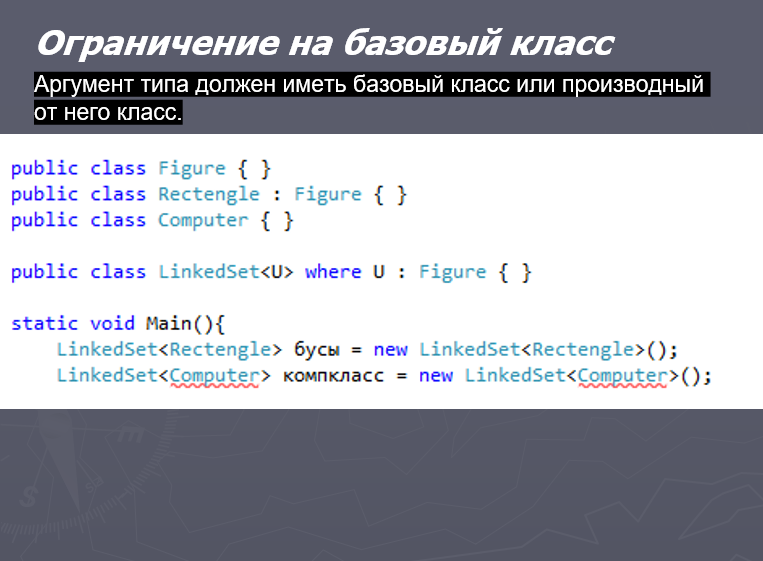 Ограничение на базовый класс
Аргумент типа должен иметь базовый класс или производный
от него класс.
public class Figure { }
public class Rectengle : Figure { }
public class Computer { }
public class LinkedSet<U> where U : Figure { }
static void Main(){
LinkedSet<Rectengle> бусы = new LinkedSet<Rectengle>();
LinkedSet<Computer> компкласс = new LinkedSet<Computer>();
m
S